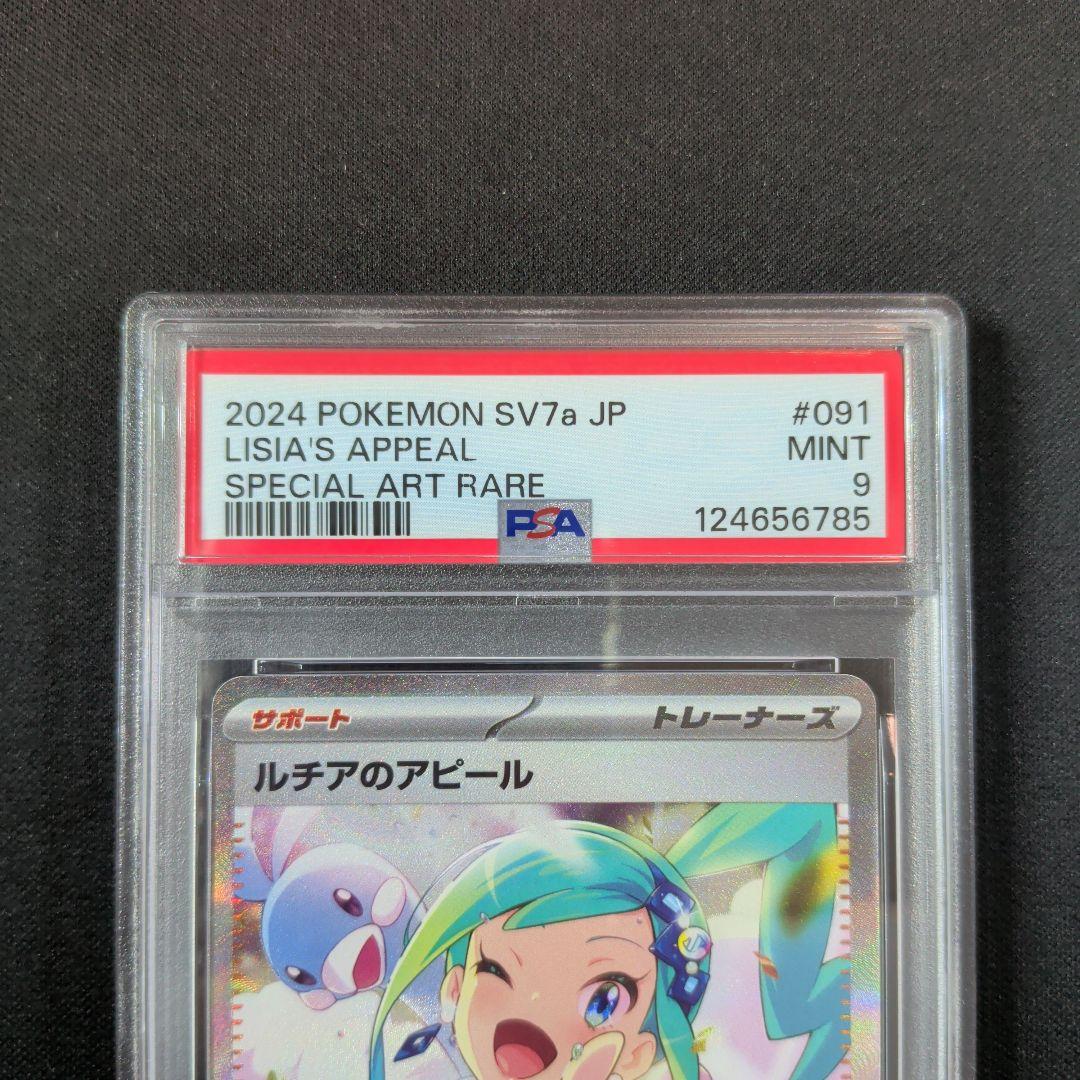 2024 POKEMON SV7a JP #091
LISIA'S APPEAL MINT
SPECIAL ART RARE 9
PSA 124656785
サポート トレーナーズ
ルチアのアピール